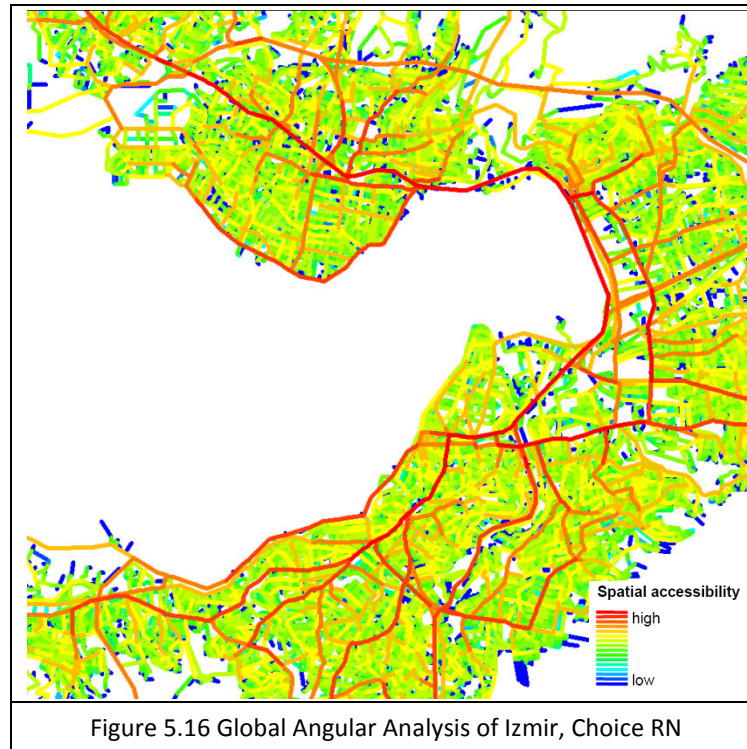 Spatial accessibility
high
low
Figure 5.16 Global Angular Analysis of Izmir, Choice RN